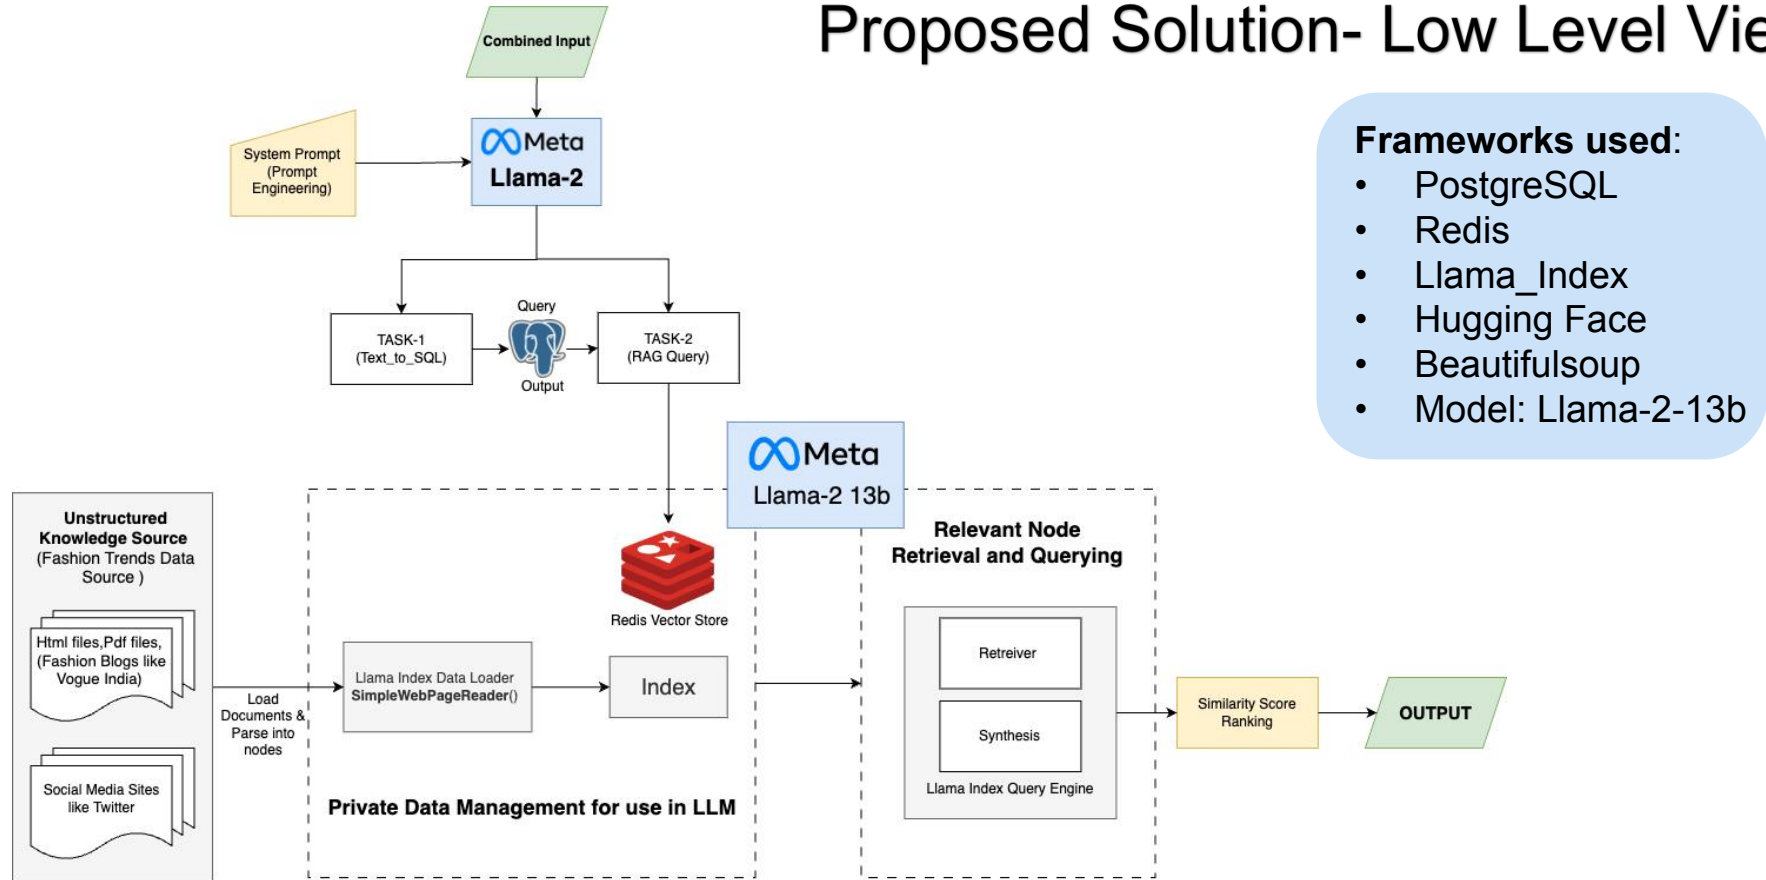 Proposed Solution- Low Level Vie
Combined Input
System Prompt
(Prompt
Engineering)
Meta
Llama-2
Frameworks used:
• PostgreSQL
• Redis
• Llama_Index
• Hugging Face
• Beautifulsoup
• Model: Llama-2-13b
TASK-1
(Text_to_SQL)
Query
Output
TASK-2
(RAG Query)
Meta
Llama-2 13b
Unstructured
Knowledge Source
(Fashion Trends Data
Source )
Html files,Pdf files,
(Fashion Blogs like
Vogue India)
Social Media Sites
like Twitter
Load
Documents &
Parse into
nodes
Redis Vector Store
Llama Index Data Loader
SimpleWebPageReader()
Index
Private Data Management for use in LLM
Relevant Node
Retrieval and Querying
Retreiver
Synthesis
Llama Index Query Engine
Similarity Score
Ranking
OUTPUT